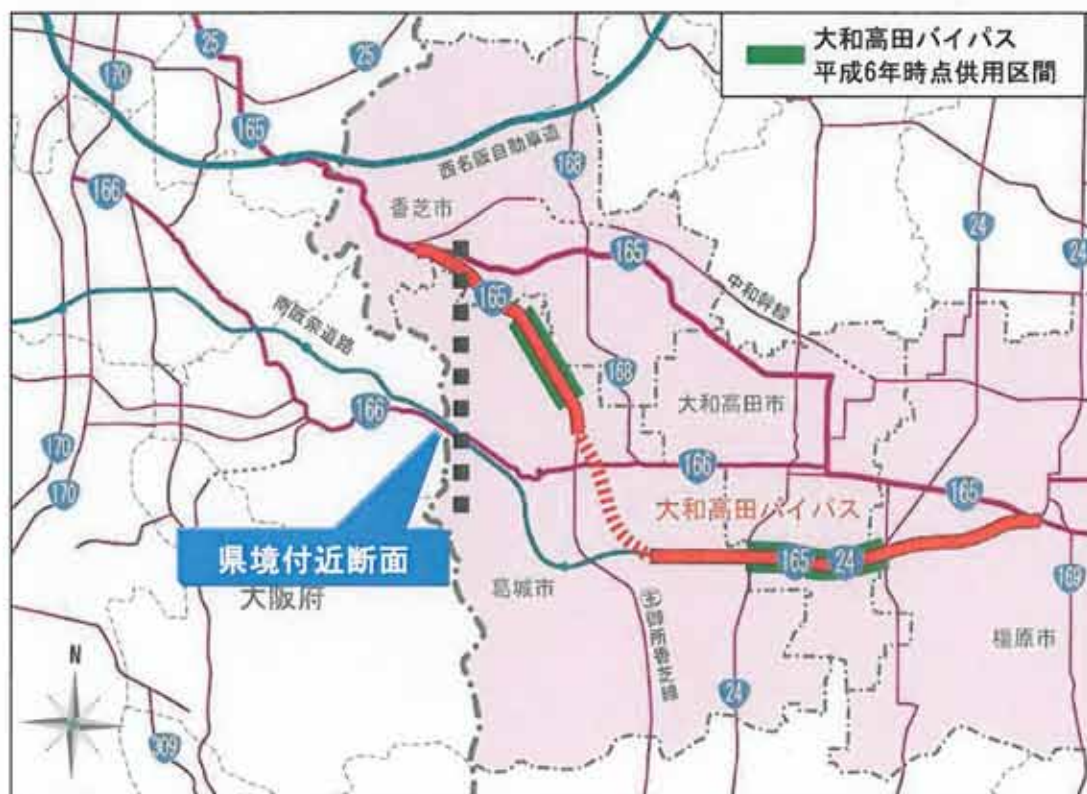 大和高田バイパス
平成6年時点供用区間
25
170
25
165
166
西名阪自動車道
168
香芝市
24
24
165
165
中和幹線
南阪奈道路
168
大和高田市
166
170
170
166
165
大和高田バイパス
県境付近断面
大阪府
葛城市
165
24
169
橿原市
N
24
309